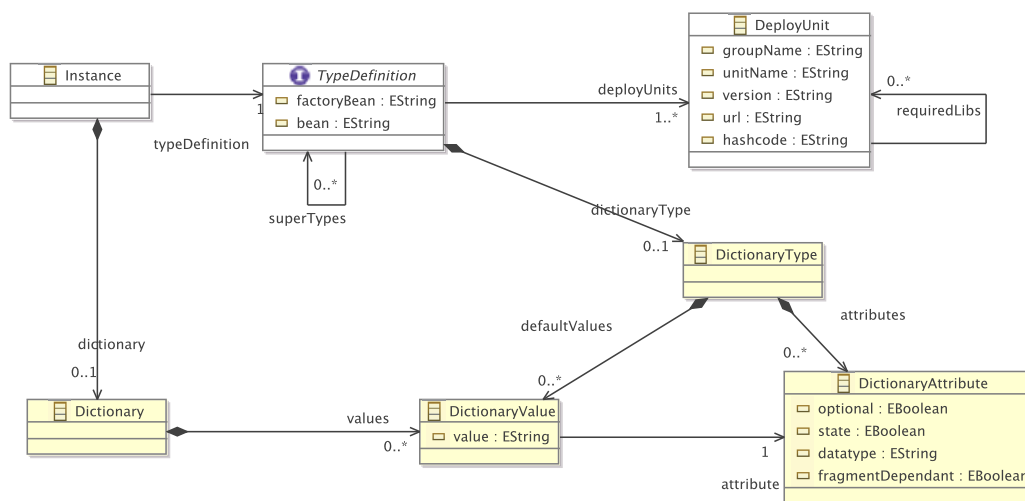 DeployUnit
groupName : EString
unitName : EString
version : EString
url : EString
hashcode : EString
Instance
TypeDefinition
factoryBean : EString
bean : EString
1
typeDefinition
deployUnits
1..*
0..*
requiredLibs
0..*
superTypes
dictionaryType
0..1
DictionaryType
defaultValues
0..*
attributes
0..*
dictionary
0..1
Dictionary
values
0..*
DictionaryValue
value : EString
1
attribute
DictionaryAttribute
optional : EBoolean
state : EBoolean
datatype : EString
fragmentDependant : EBoolean